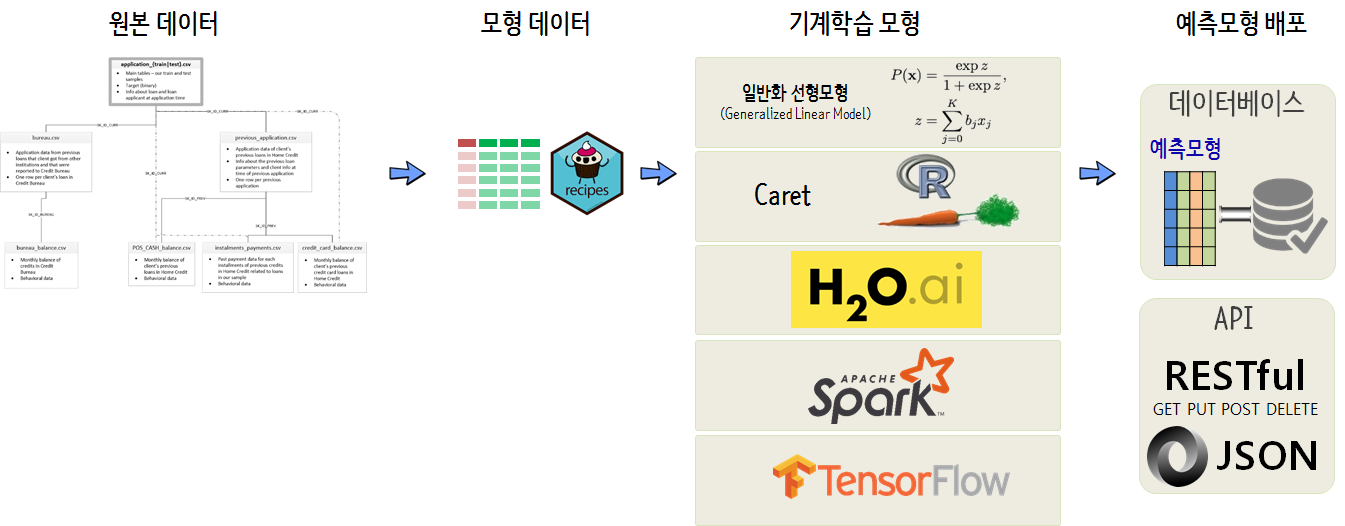 원본 데이터
모형 데이터
기계학습 모형
예측모형 배포
application_{train|test}.csv
• Main tables – our train and test
samples
• Target (binary)
• Info about loan and loan
applicant at application time
SK_ID_CURR
SK_ID_CURR
SK_ID_CURR
bureau.csv
• Application data from previous
loans that client got from other
institutions and that were
reported to Credit Bureau
• One row per client's loan in
Credit Bureau
SK_ID_CURR
previous_application.csv
• Application data of client's
previous loans in Home Credit
• Info about the previous loan
parameters and client info at
time of previous application
• One row per previous
application
SK_ID_BUREAU
SK_ID_PREV
SK_ID_PREV
bureau_balance.csv
• Monthly balance of
credits in Credit
Bureau
• Behavioral data
POS_CASH_balance.csv
• Monthly balance of
client's previous
loans in Home Credit
• Behavioral data
instalments_payments.csv
• Past payment data for each
installments of previous credits
in Home Credit related to loans
in our sample
• Behavioral data
credit_card_balance.csv
• Monthly balance of
client's previous
credit card loans in
Home Credit
• Behavioral data
recipes
일반화 선형모형
(Generalized Linear Model)
P(x) = exp z / 1 + exp z,
z = ∑ K j=0 b_j x_j
Caret
R
H2O.ai
APACHE
Spark™
TensorFlow
데이터베이스
예측모형
API
RESTful
GET PUT POST DELETE
JSON